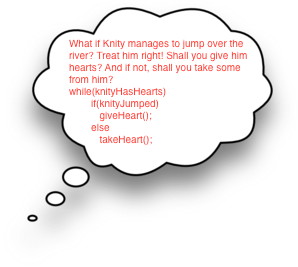 What if Knity manages to jump over the
river? Treat him right! Shall you give him
hearts? And if not, shall you take some
from him?
while(knityHasHearts)
if(knityJumped)
giveHeart();
else
takeHeart();